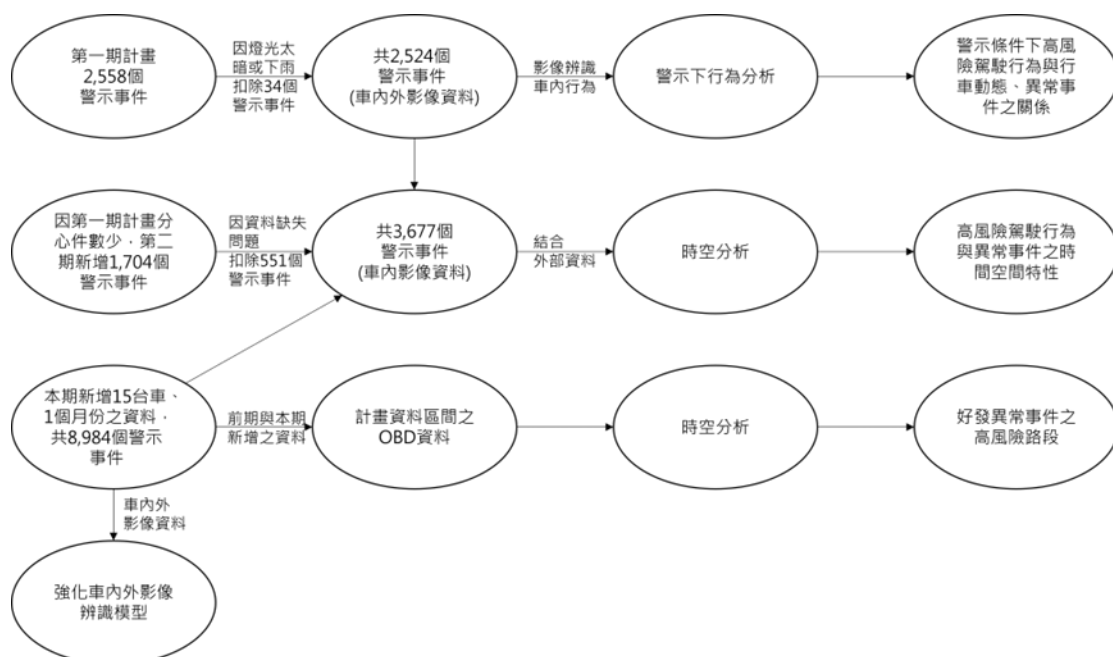 第一期計畫
2,558個
警示事件
因燈光太
暗或下雨
扣除34個
警示事件
共2,524個
警示事件
(車內外影像資料)
影像辨識
車內行為
警示下行為分析
警示條件下高風
險駕駛行為與行
車動態、異常事
件之關係
因第一期計畫分
心件數少，第二
期新增1,704個
警示事件
因資料缺失
問題
扣除551個
警示事件
共3,677個
警示事件
(車內影像資料)
結合
外部資料
時空分析
高風險駕駛行為
與異常事件之時
間空間特性
本期新增15台車、
1個月份之資料，
共8,984個警示
事件
前期與本期
新增之資料
計畫資料區間之
OBD資料
時空分析
好發異常事件之
高風險路段
車內外
影像資料
強化車內外影像
辨識模型